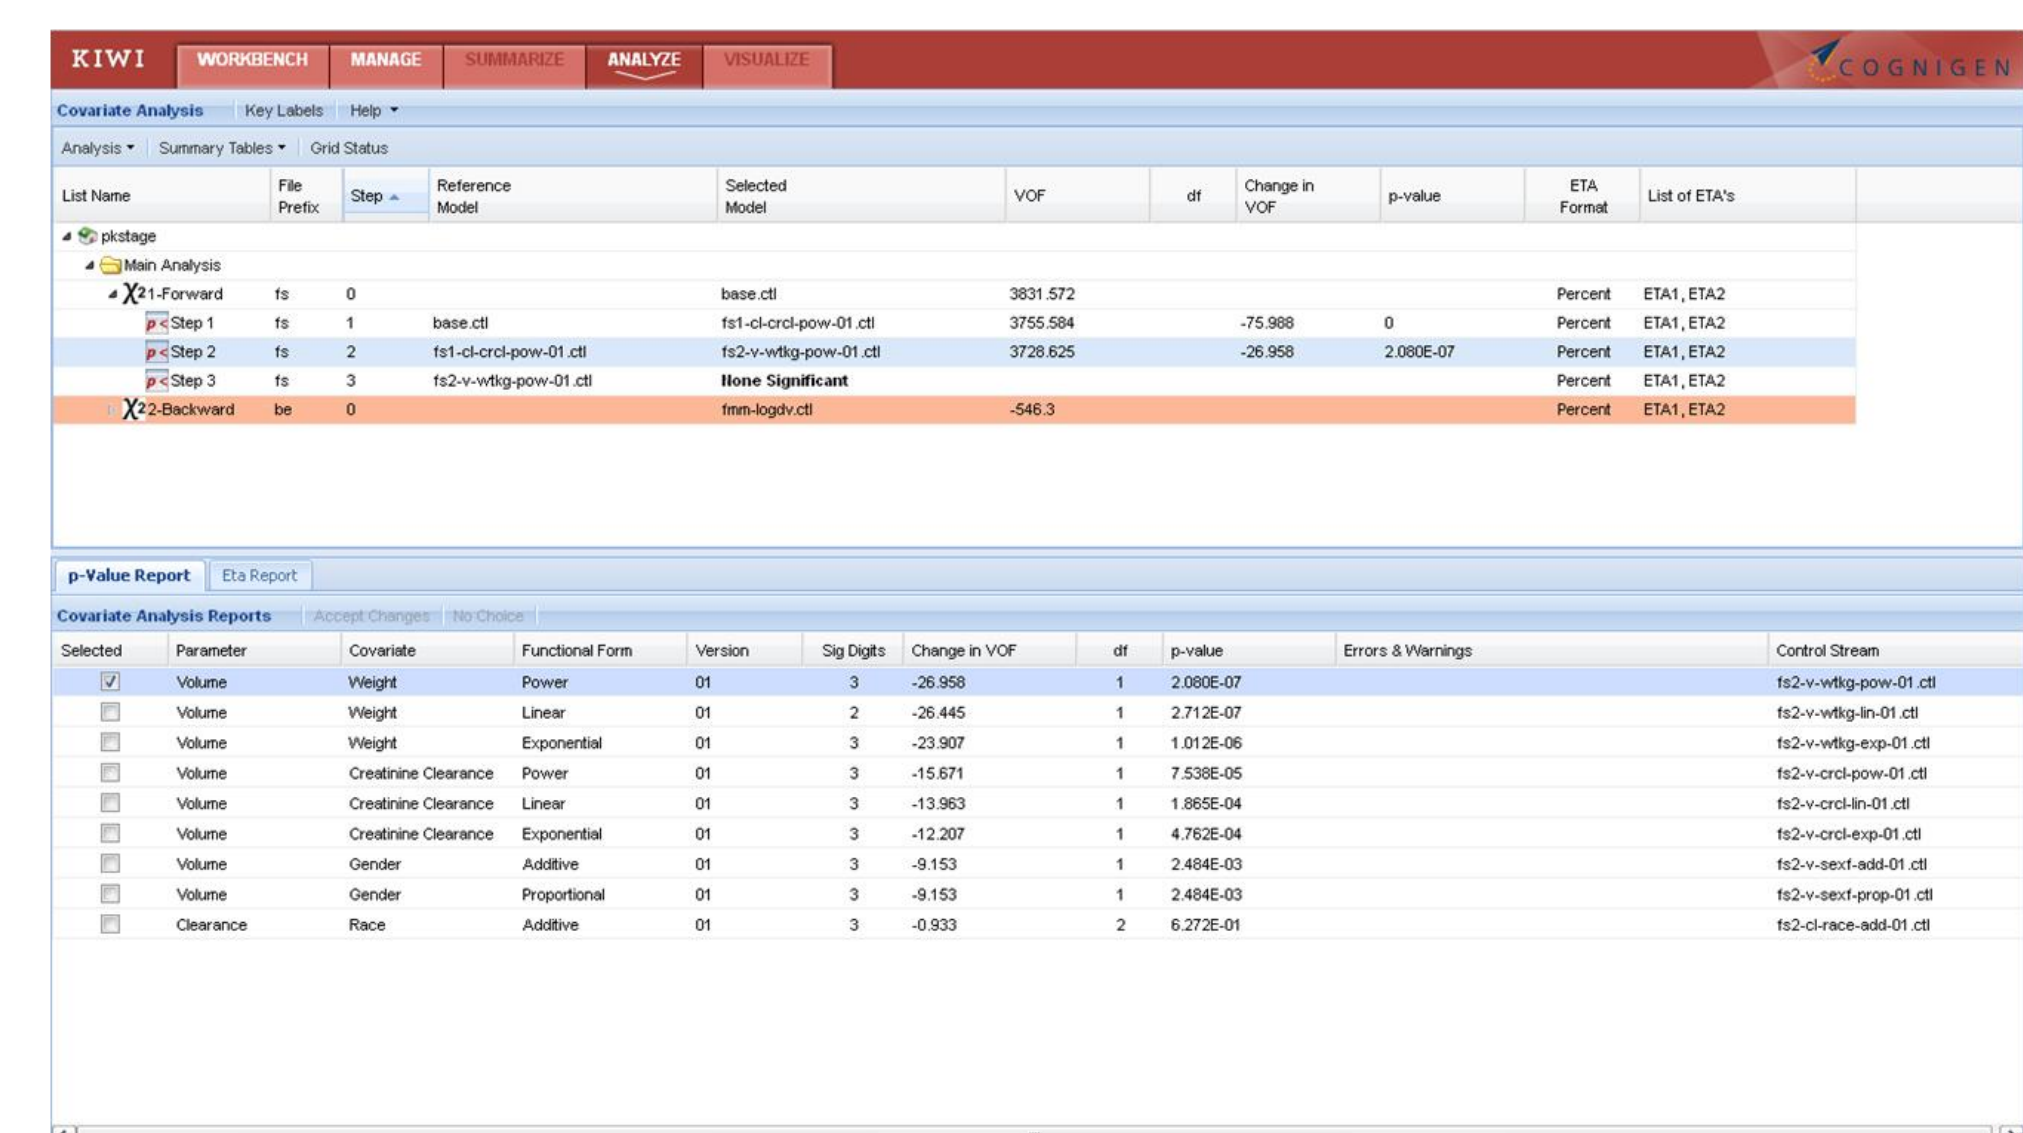 KIWI WORKBENCH MANAGE SUMMARIZE ANALYZE VISUALIZE COGNIGEN
Covariate Analysis Key Labels Help
Analysis Summary Tables Grid Status
List Name File Prefix Step Reference Model Selected Model VOF df Change in VOF p-value ETA Format List of ETA's
pkstage
Main Analysis
χ2 1-Forward fs 0 base.ctl 3831.572 Percent ETA1, ETA2
p< Step 1 fs 1 base.ctl fs1-cl-crcl-pow-01.ctl 3755.584 -75.988 0 Percent ETA1, ETA2
p< Step 2 fs 2 fs1-cl-crcl-pow-01.ctl fs2-v-wtkg-pow-01.ctl 3728.625 -26.958 2.080E-07 Percent ETA1, ETA2
p< Step 3 fs 3 fs2-v-wtkg-pow-01.ctl None Significant Percent ETA1, ETA2
χ2 2-Backward be 0 fmm-logdv.ctl -546.3 Percent ETA1, ETA2
p-Value Report Eta Report
Covariate Analysis Reports Accept Changes No Choice
Selected Parameter Covariate Functional Form Version Sig Digits Change in VOF df p-value Errors & Warnings Control Stream
Volume Weight Power 01 3 -26.958 1 2.080E-07 fs2-v-wtkg-pow-01.ctl
Volume Weight Linear 01 2 -26.445 1 2.712E-07 fs2-v-wtkg-lin-01.ctl
Volume Weight Exponential 01 3 -23.907 1 1.012E-06 fs2-v-wtkg-exp-01.ctl
Volume Creatinine Clearance Power 01 3 -15.671 1 7.538E-05 fs2-v-crcl-pow-01.ctl
Volume Creatinine Clearance Linear 01 3 -13.963 1 1.865E-04 fs2-v-crcl-lin-01.ctl
Volume Creatinine Clearance Exponential 01 3 -12.207 1 4.762E-04 fs2-v-crcl-exp-01.ctl
Volume Gender Additive 01 3 -9.153 1 2.484E-03 fs2-v-sexf-add-01.ctl
Volume Gender Proportional 01 3 -9.153 1 2.484E-03 fs2-v-sexf-prop-01.ctl
Clearance Race Additive 01 3 -0.933 2 6.272E-01 fs2-cl-race-add-01.ctl